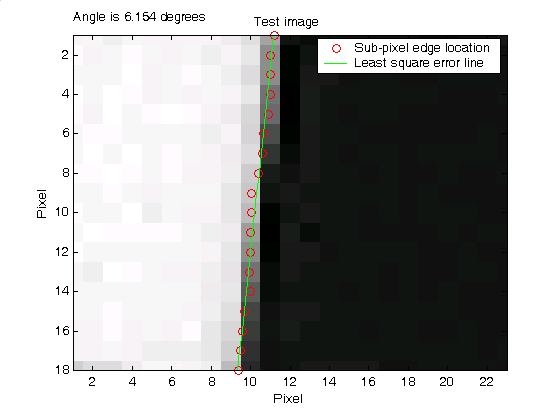 Angle is 6.154 degrees
Test image
Sub-pixel edge location
Least square error line
2
4
6
8
10
12
14
16
18
Pixel
2 4 6 8 10 12 14 16 18 20 22
Pixel